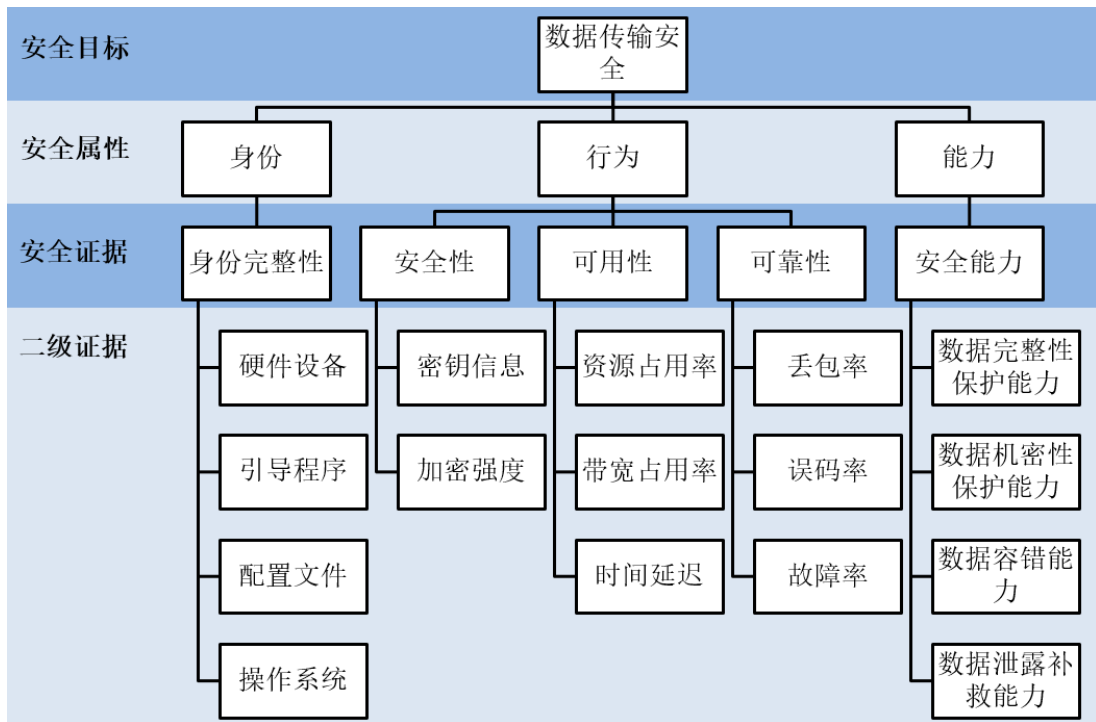 安全目标
数据传输安
全
安全属性
身份
行为
能力
安全证据
身份完整性
安全性
可用性
可靠性
安全能力
二级证据
硬件设备
密钥信息
资源占用率
丢包率
数据完整性
保护能力
引导程序
加密强度
带宽占用率
误码率
数据机密性
保护能力
配置文件
时间延迟
故障率
数据容错能
力
操作系统
数据泄露补
救能力